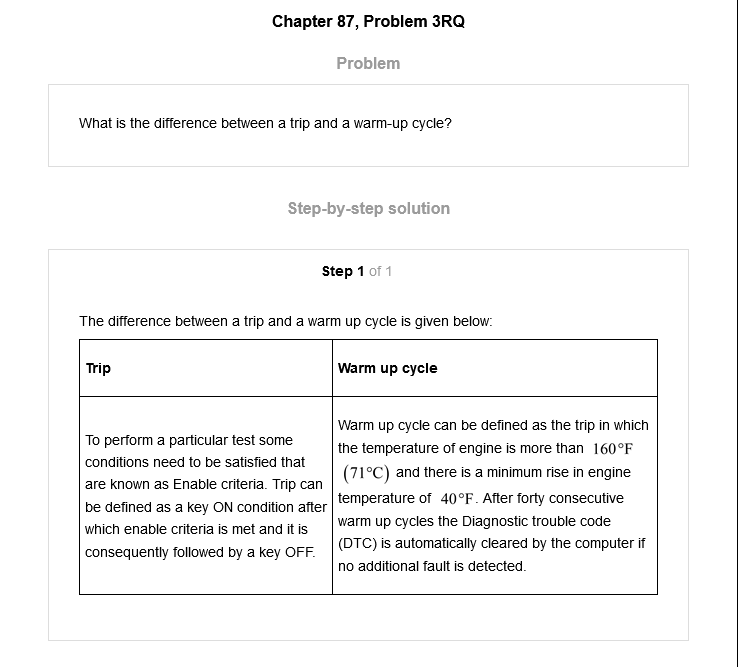 Chapter 87, Problem 3RQ
Problem
What is the difference between a trip and a warm-up cycle?
Step-by-step solution
Step 1 of 1
The difference between a trip and a warm up cycle is given below:
Trip
Warm up cycle
To perform a particular test some
conditions need to be satisfied that
are known as Enable criteria. Trip can
be defined as a key ON condition after
which enable criteria is met and it is
consequently followed by a key OFF.
Warm up cycle can be defined as the trip in which
the temperature of engine is more than 160°F
(71°C) and there is a minimum rise in engine
temperature of 40°F. After forty consecutive
warm up cycles the Diagnostic trouble code
(DTC) is automatically cleared by the computer if
no additional fault is detected.